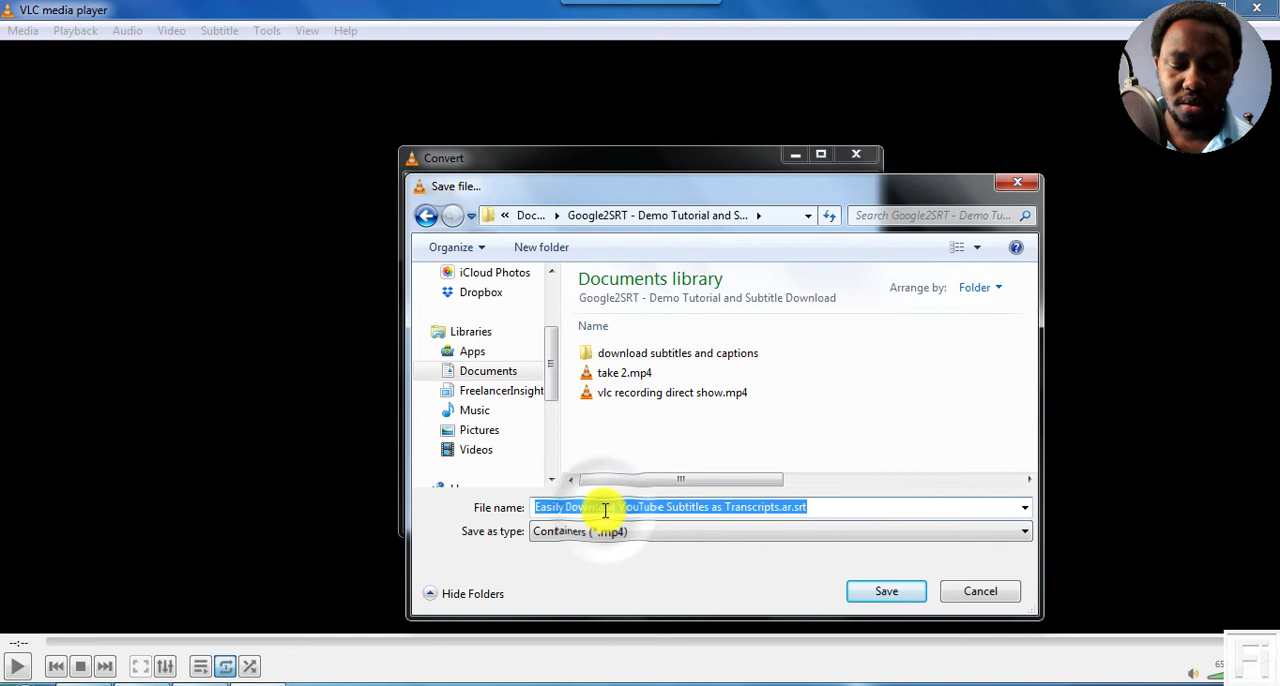 VLC media player
Media Playback Audio Video Subtitle Tools View Help
Convert
Save file...
« Doc... Google2SRT - Demo Tutorial and S... Search Google2SRT - Demo Tu...
Organize New folder
iCloud Photos
Dropbox
Libraries
Apps
Documents
FreelancerInsight
Music
Pictures
Videos
Documents library
Google2SRT - Demo Tutorial and Subtitle Download
Arrange by: Folder
Name
download subtitles and captions
take 2.mp4
vlc recording direct show.mp4
File name: Easily Download YouTube Subtitles as Transcripts.ar.srt
Save as type: Containers (*.mp4)
Hide Folders Save Cancel
--:--
Fi